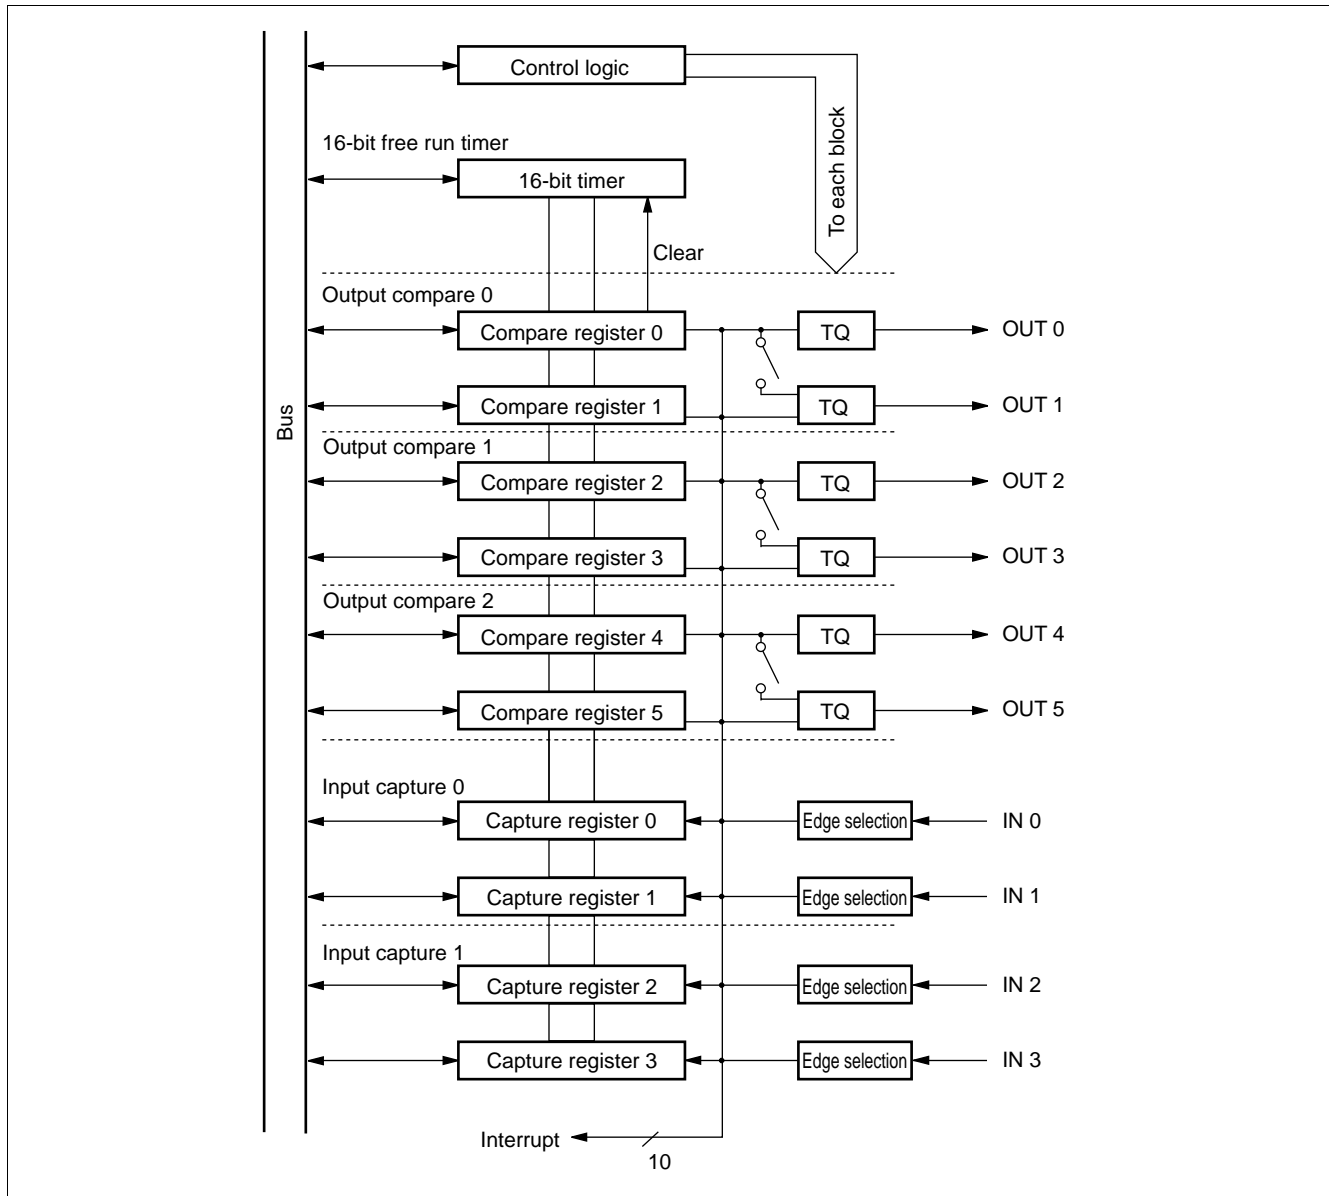 Control logic
16-bit free run timer
16-bit timer
To each block
Clear
Output compare 0
Compare register 0
TQ
OUT 0
Bus
Compare register 1
TQ
OUT 1
Output compare 1
Compare register 2
TQ
OUT 2
Compare register 3
TQ
OUT 3
Output compare 2
Compare register 4
TQ
OUT 4
Compare register 5
TQ
OUT 5
Input capture 0
Capture register 0
Edge selection
IN 0
Capture register 1
Edge selection
IN 1
Input capture 1
Capture register 2
Edge selection
IN 2
Capture register 3
Edge selection
IN 3
Interrupt
10